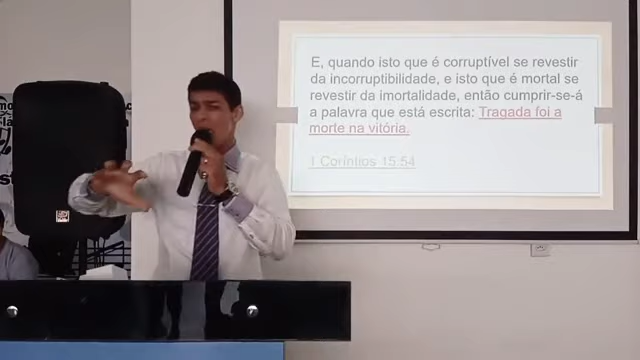 E, quando isto que é corruptível se revestir
da incorruptibilidade, e isto que é mortal se
revestir da imortalidade, então cumprir-se-á
a palavra que está escrita: Tragada foi a
morte na vitória.
1 Coríntios 15:54